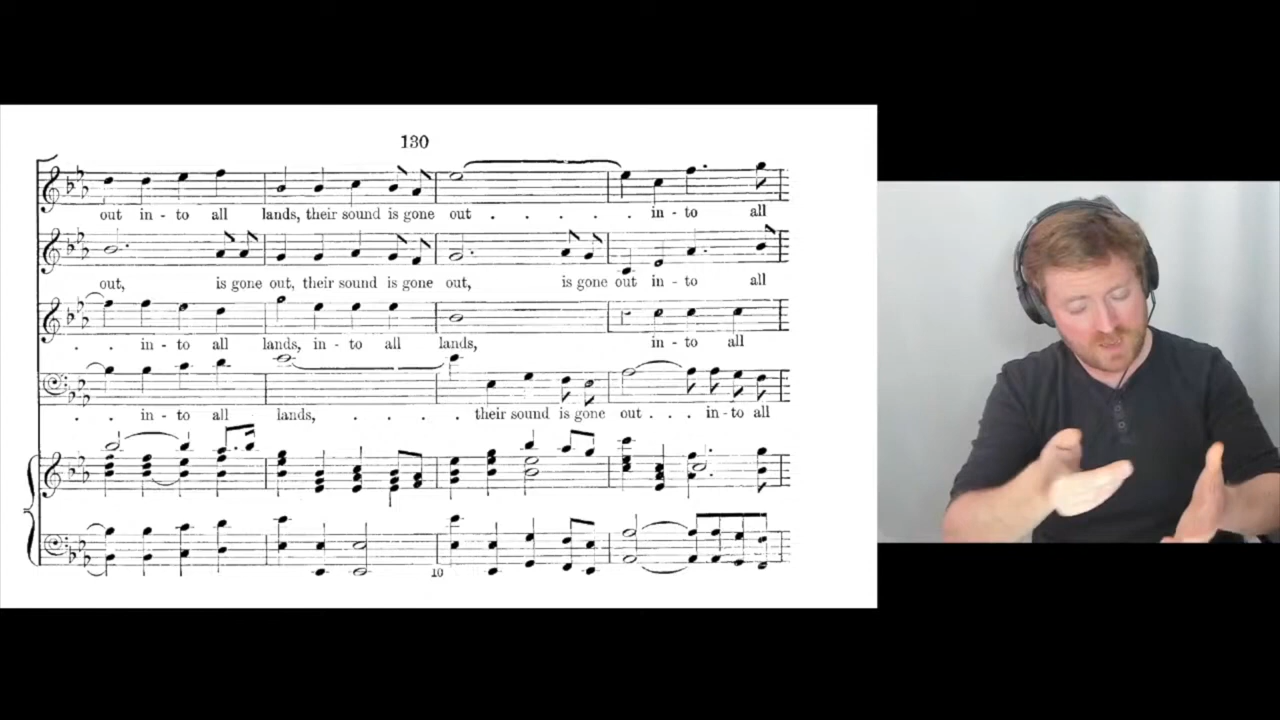 130
out in - to all lands, their sound is gone out . . . . . in - to all
out, is gone out, their sound is gone out, is gone out in - to all
. . in - to all lands, in - to all lands, in - to all
. . in - to all lands, . . . . their sound is gone out . . . in - to all
10